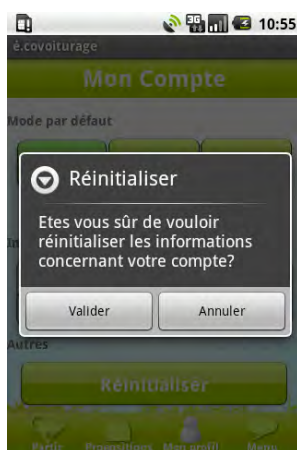 3G
10:55
é.covoiturage
Mon Compte
Mode par défaut
Réinitialiser
Etes vous sûr de vouloir
réinitialiser les informations
concernant votre compte?
Valider
Annuler
Autres
Réinitialiser
Partir
Propositions
Mon profil
Menu